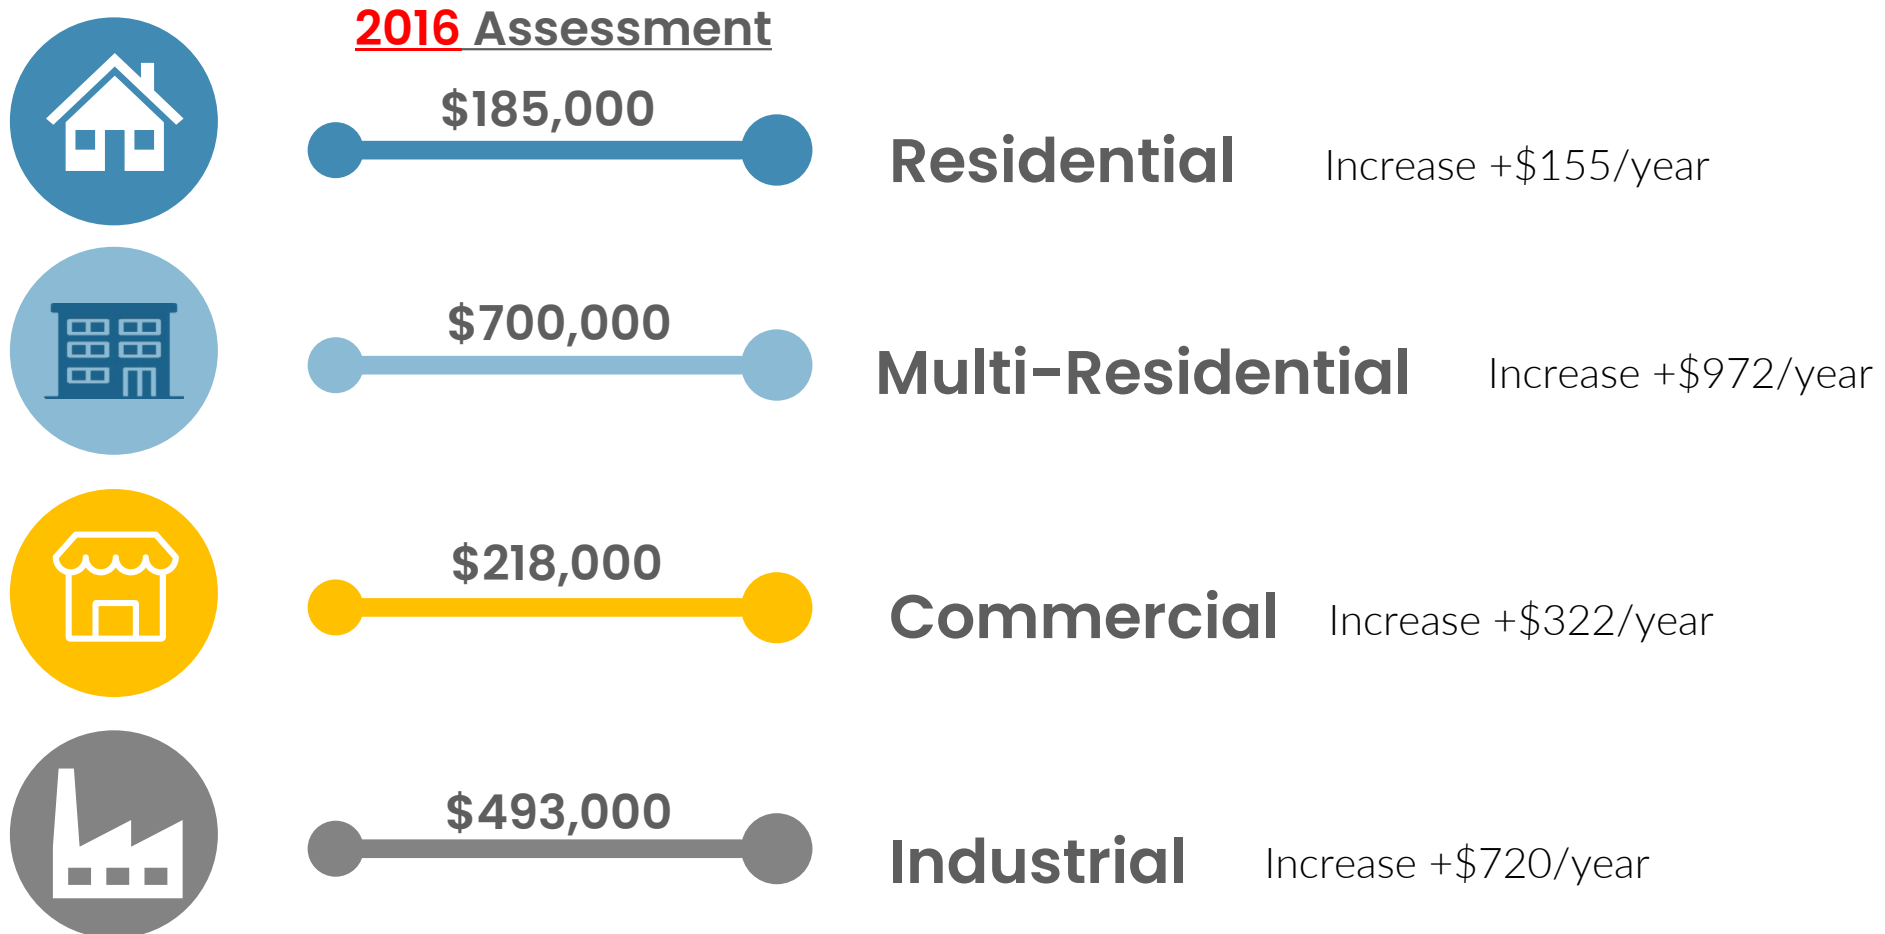 2016 Assessment
$185,000
Residential Increase +$155/year
$700,000
Multi-Residential Increase +$972/year
$218,000
Commercial Increase +$322/year
$493,000
Industrial Increase +$720/year